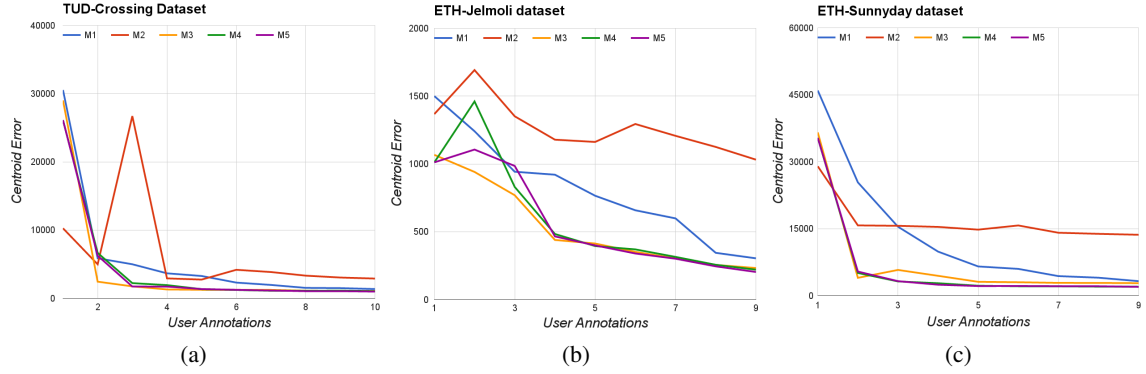 TUD-Crossing Dataset
40000
M1 M2 M3 M4 M5
30000
20000
10000
0
2 4 6 8 10
Centroid Error
User Annotations
(a)
ETH-Jelmoli dataset
2000
M1 M2 M3 M4 M5
1500
1000
500
0
1 3 5 7 9
Centroid Error
User Annotations
(b)
ETH-Sunnyday dataset
60000
M1 M2 M3 M4 M5
45000
30000
15000
0
1 3 5 7 9
Centroid Error
User Annotations
(c)